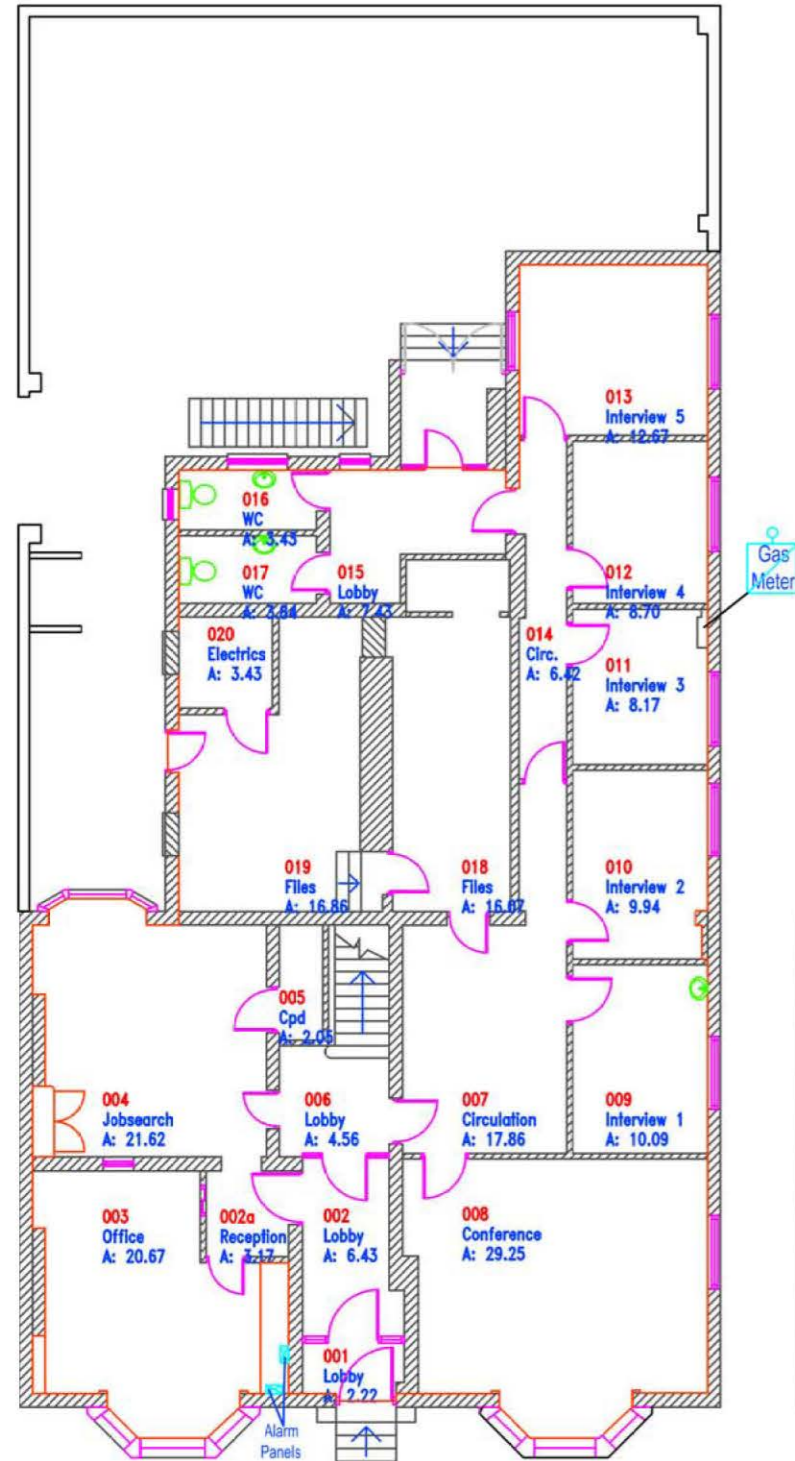 013
Interview 5
A: 12.67
016
WC
A: 3.43
Gas
Meter
017
WC
A: 3.84
015
Lobby
A: 7.43
012
Interview 4
A: 8.70
020
Electrics
A: 3.43
014
Circ.
A: 6.42
011
Interview 3
A: 8.17
019
Files
A: 16.86
018
Files
A: 16.07
010
Interview 2
A: 9.94
005
Cpd
A: 2.05
004
Jobsearch
A: 21.62
006
Lobby
A: 4.56
007
Circulation
A: 17.86
009
Interview 1
A: 10.09
003
Office
A: 20.67
002a
Reception
A: 3.17
002
Lobby
A: 6.43
008
Conference
A: 29.25
001
Lobby
A: 2.22
Alarm
Panels